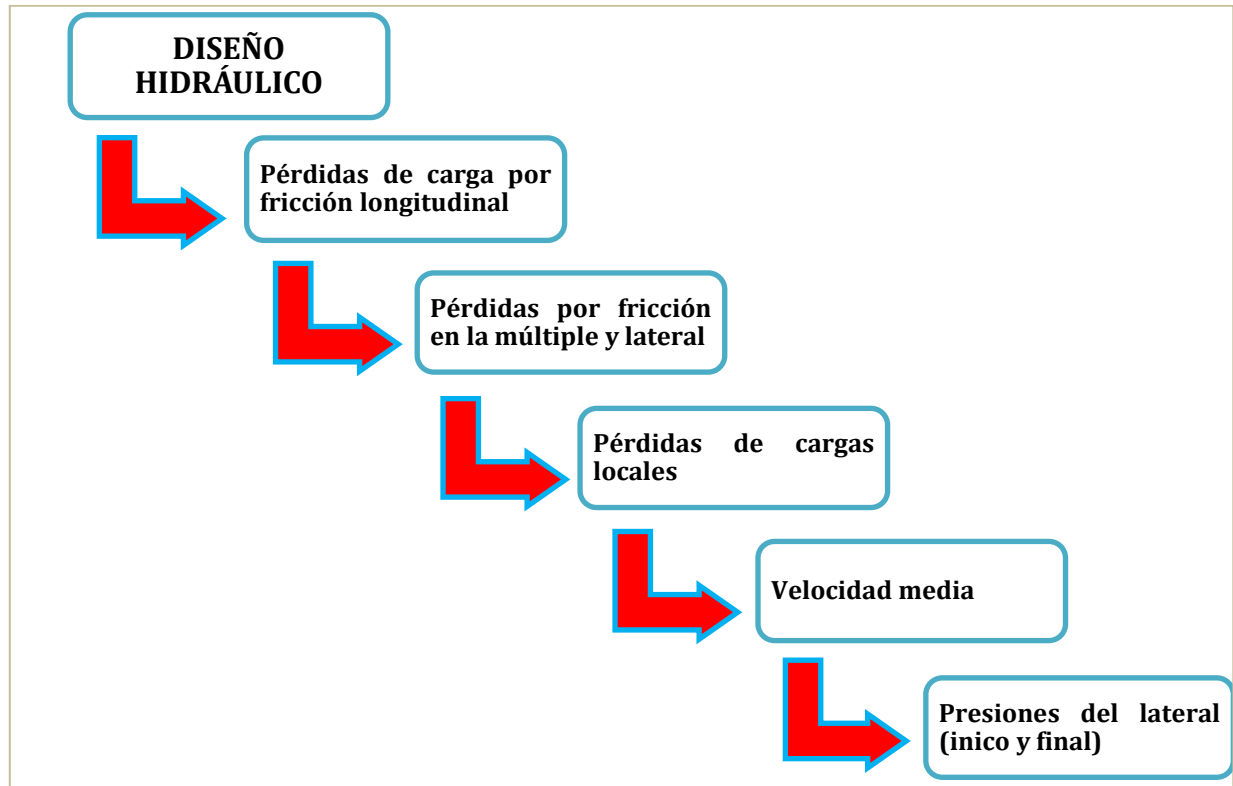 DISEÑO
HIDRÁULICO
Pérdidas de carga por
fricción longitudinal
Pérdidas por fricción
en la múltiple y lateral
Pérdidas de cargas
locales
Velocidad media
Presiones del lateral
(inico y final)